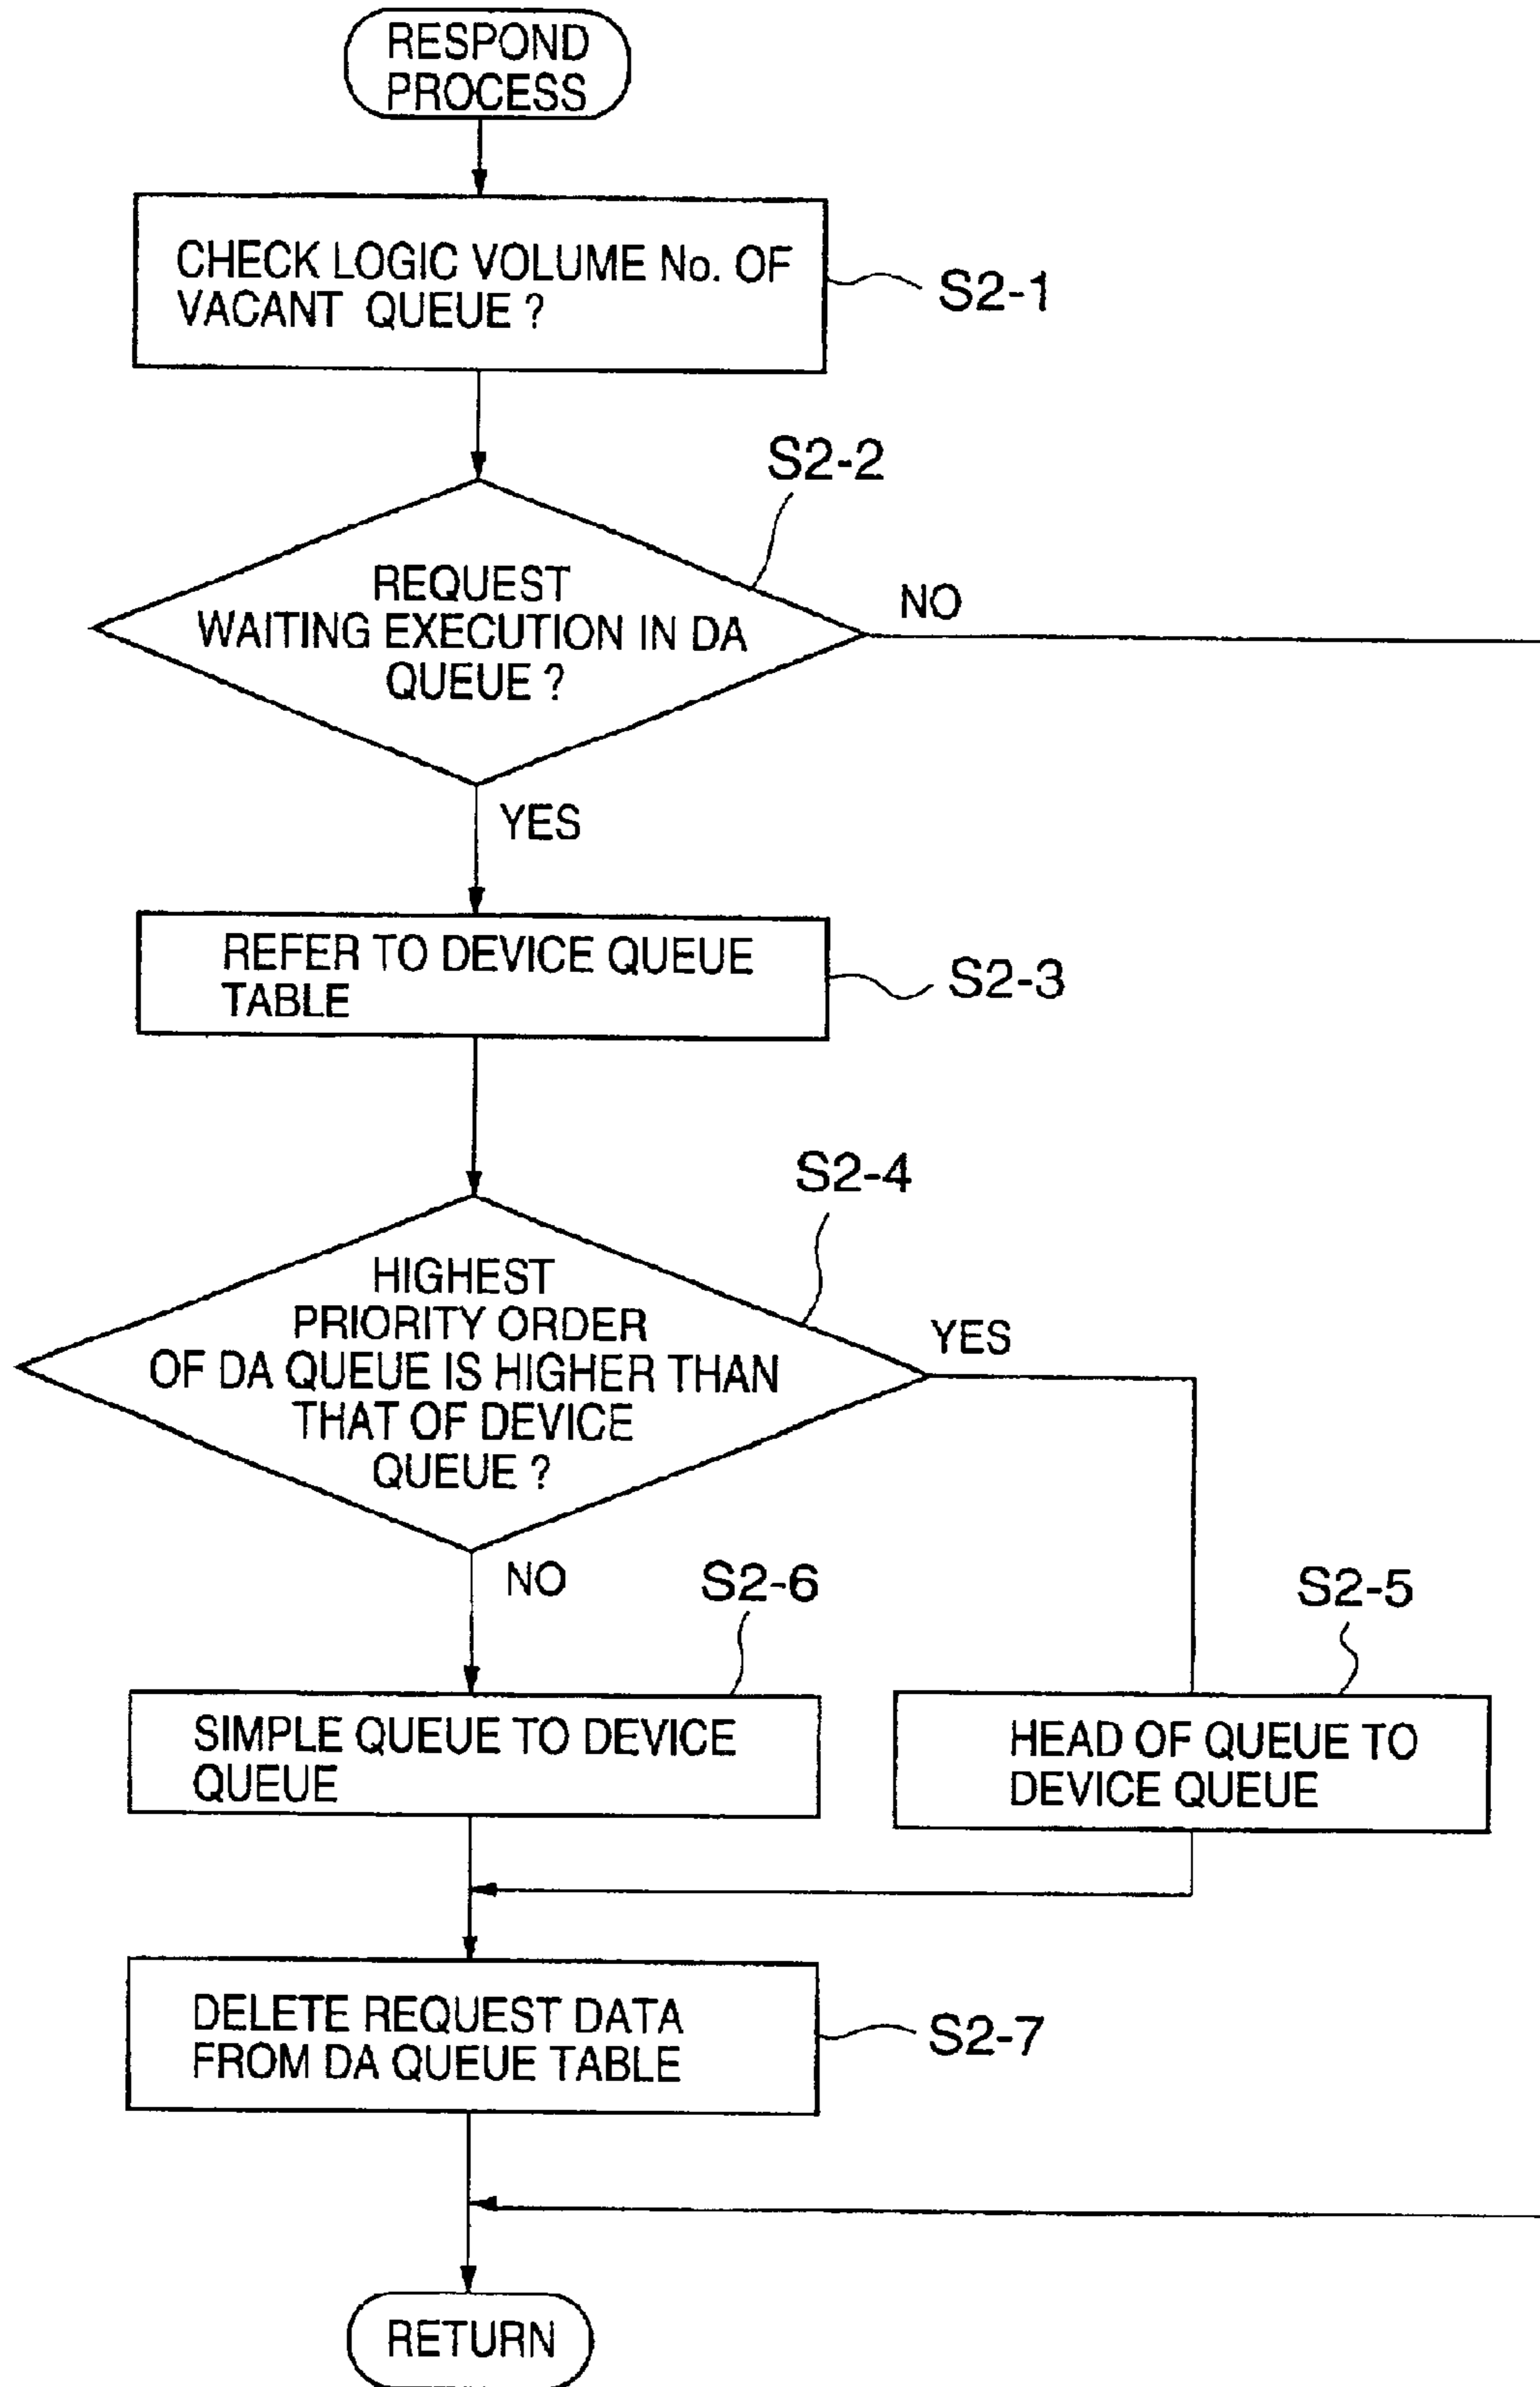 RESPOND
PROCESS
CHECK LOGIC VOLUME No. OF
VACANT QUEUE ?
S2-1
S2-2
REQUEST
WAITING EXECUTION IN DA
QUEUE ?
NO
YES
REFER TO DEVICE QUEUE
TABLE
S2-3
S2-4
HIGHEST
PRIORITY ORDER
OF DA QUEUE IS HIGHER THAN
THAT OF DEVICE
QUEUE ?
YES
NO
S2-6
S2-5
SIMPLE QUEUE TO DEVICE
QUEUE
HEAD OF QUEUE TO
DEVICE QUEUE
DELETE REQUEST DATA
FROM DA QUEUE TABLE
S2-7
RETURN